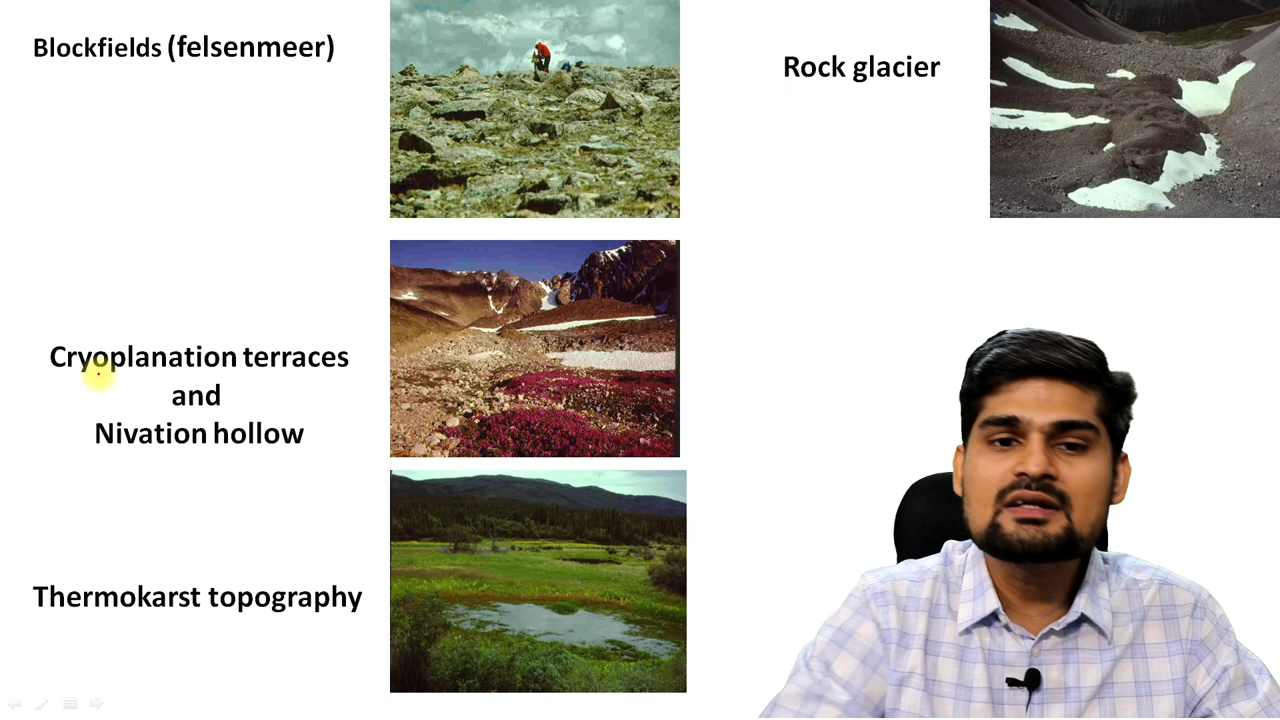 Blockfields (felsenmeer)
Rock glacier
Cryoplanation terraces
and
Nivation hollow
Thermokarst topography